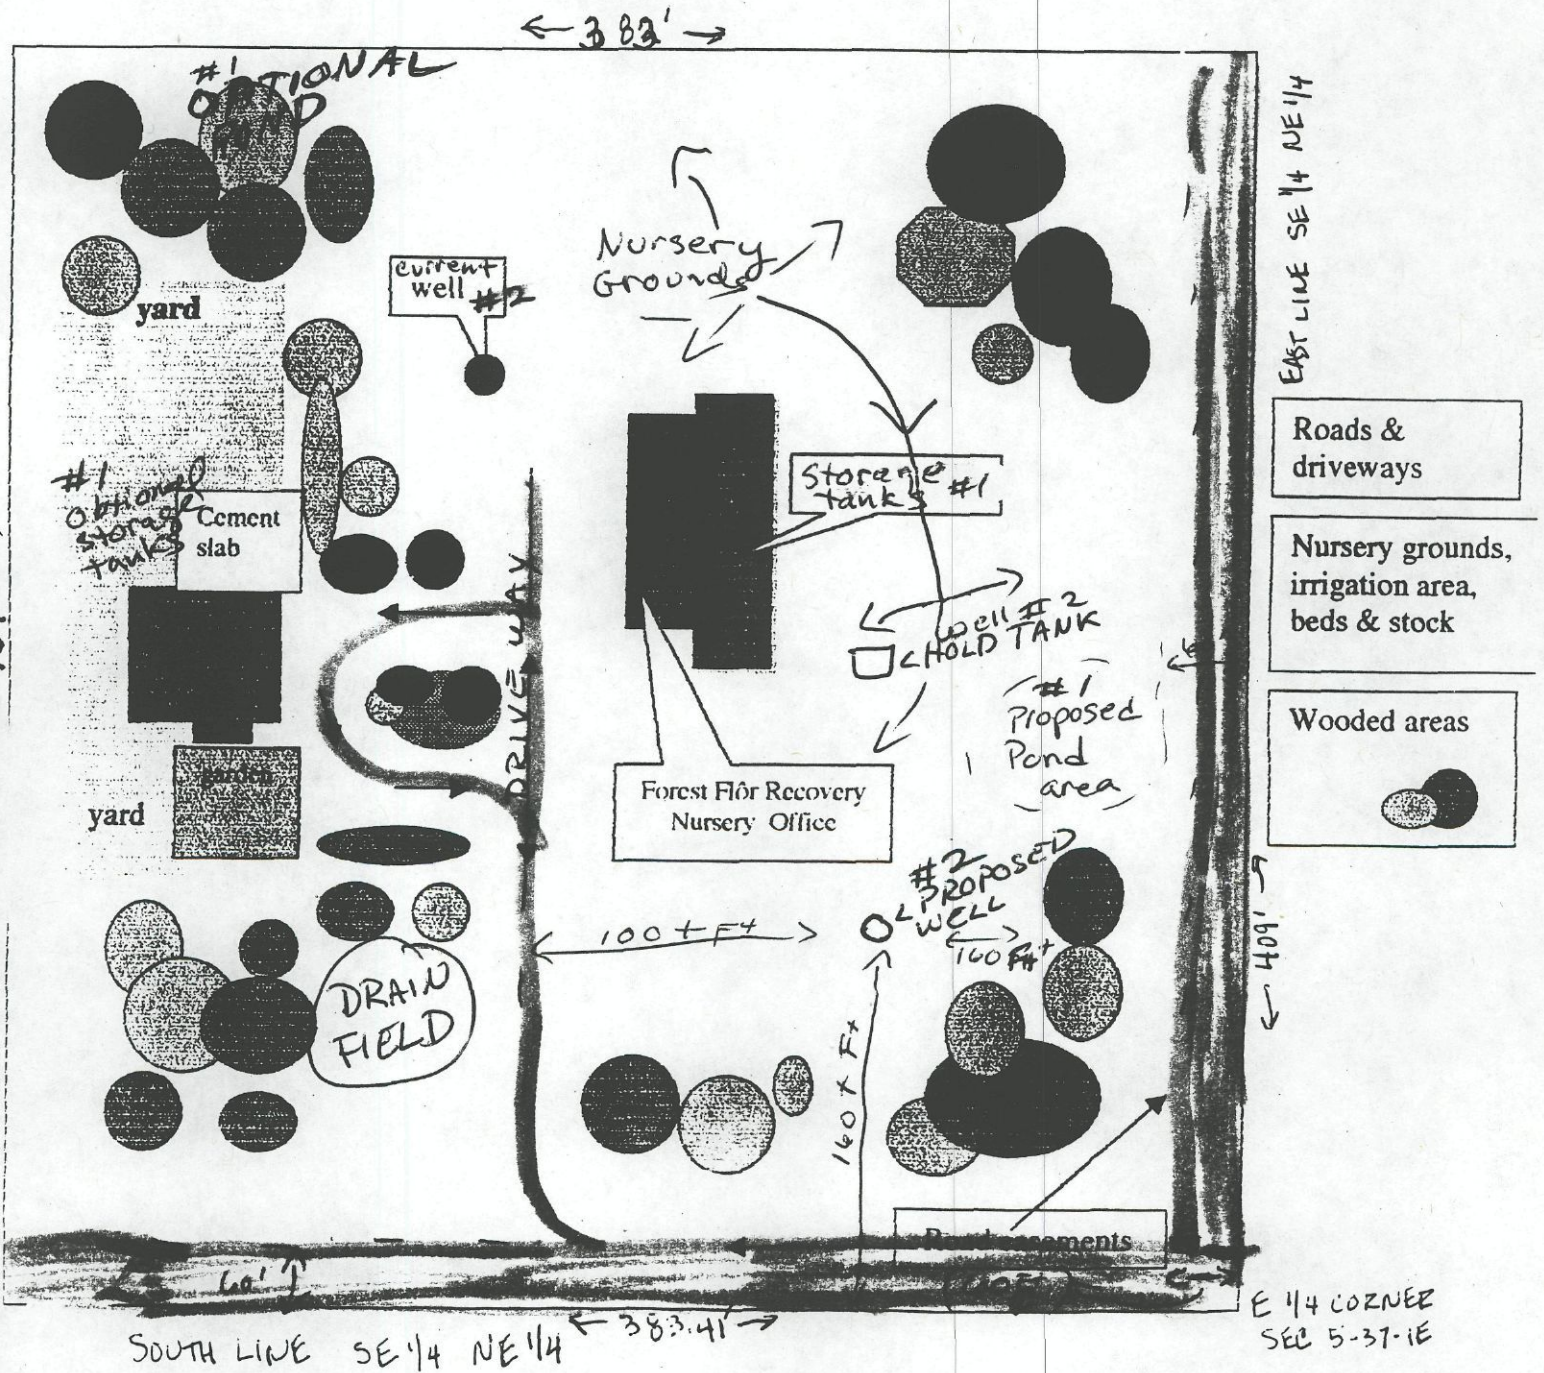 ← 383' →
#1
OPTIONAL
POND
EAST LINE SE 1/4 NE 1/4
Nursery
Grounds
current
well #2
yard
Roads &
driveways
#1
Optional
storage
tanks
Cement
slab
Storage
tanks #1
Nursery grounds,
irrigation area,
beds & stock
DRIVEWAY
Well #2
< HOLD TANK
#1
Proposed
Pond
area
Wooded areas
garden
yard
Forest Flôr Recovery
Nursery Office
#2
< PROPOSED
WELL
100 + Ft
160 Ft+
← 409' →
DRAIN
FIELD
160 + Ft
Road easements
60'
← 383.41' →
E 1/4 CORNER
SEC 5-37-1E
SOUTH LINE SE 1/4 NE 1/4